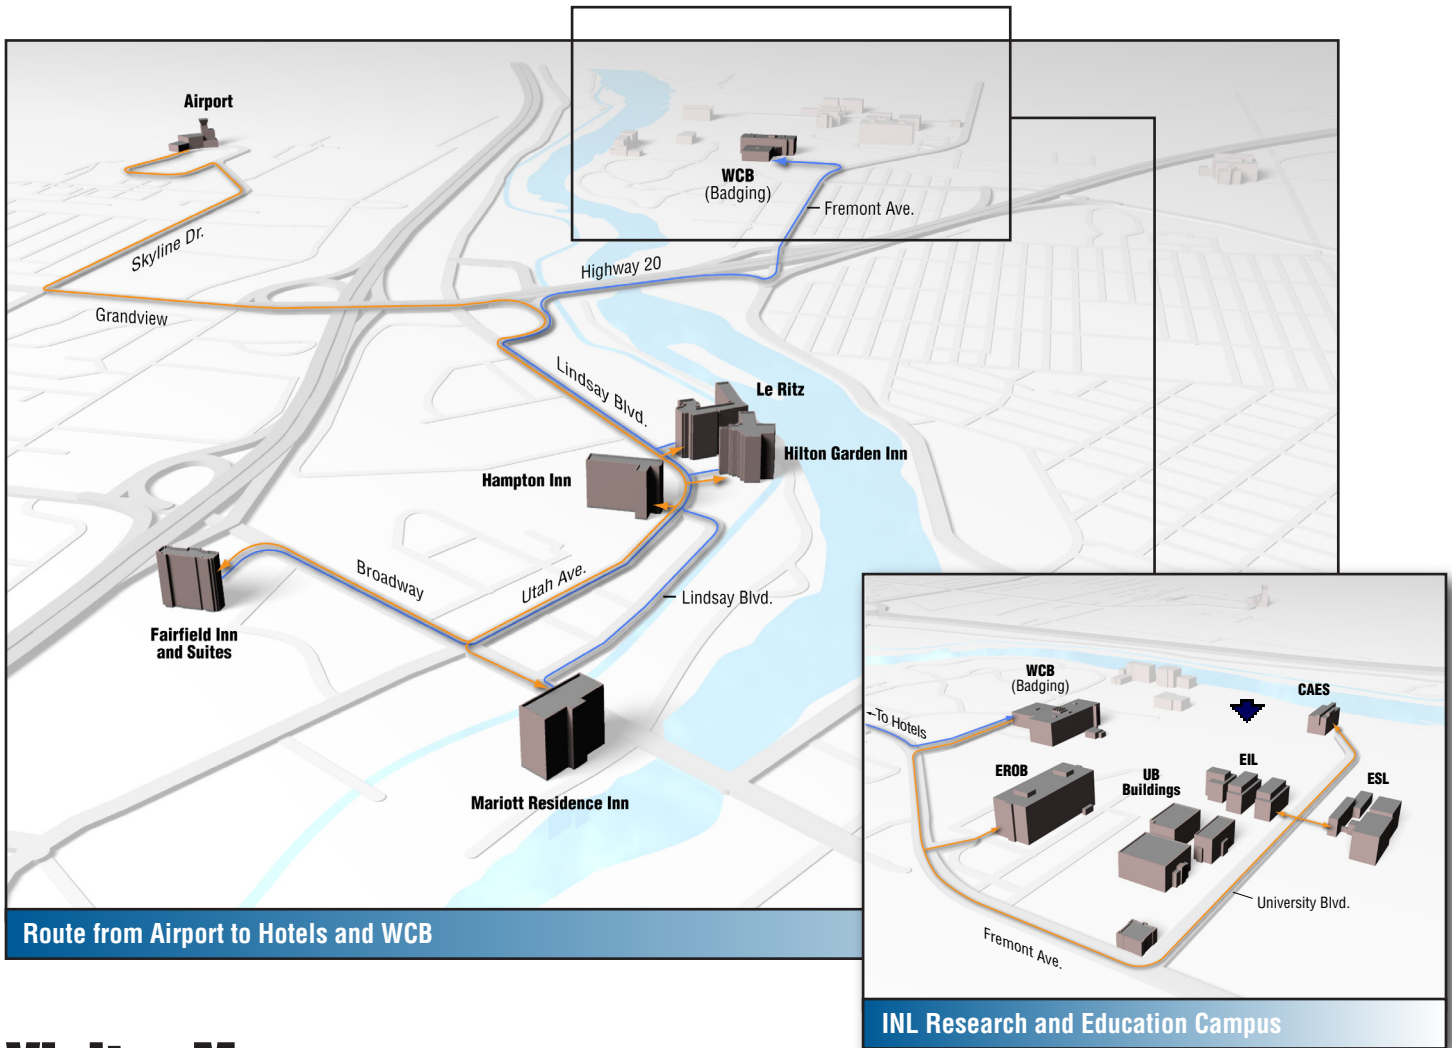 Airport
WCB
(Badging)
Fremont Ave.
Skyline Dr.
Highway 20
Grandview
Lindsay Blvd.
Le Ritz
Hilton Garden Inn
Hampton Inn
Broadway
Utah Ave.
Lindsay Blvd.
Fairfield Inn
and Suites
Mariott Residence Inn
Route from Airport to Hotels and WCB
WCB
(Badging)
CAES
To Hotels
EROB
UB
Buildings
EIL
ESL
University Blvd.
Fremont Ave.
INL Research and Education Campus